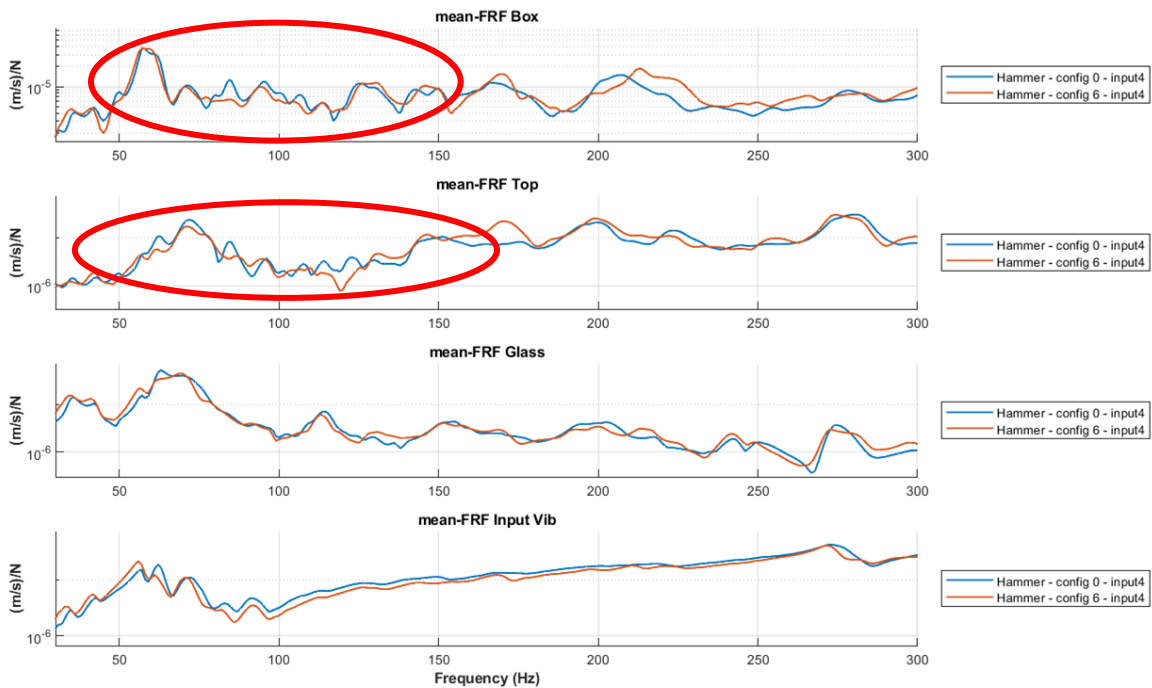 mean-FRF Box
(m/s)/N
10-5
50 100 150 200 250 300
Hammer - config 0 - input4
Hammer - config 6 - input4
mean-FRF Top
(m/s)/N
10-6
50 100 150 200 250 300
Hammer - config 0 - input4
Hammer - config 6 - input4
mean-FRF Glass
(m/s)/N
10-6
50 100 150 200 250 300
Hammer - config 0 - input4
Hammer - config 6 - input4
mean-FRF Input Vib
(m/s)/N
10-6
50 100 150 200 250 300
Frequency (Hz)
Hammer - config 0 - input4
Hammer - config 6 - input4